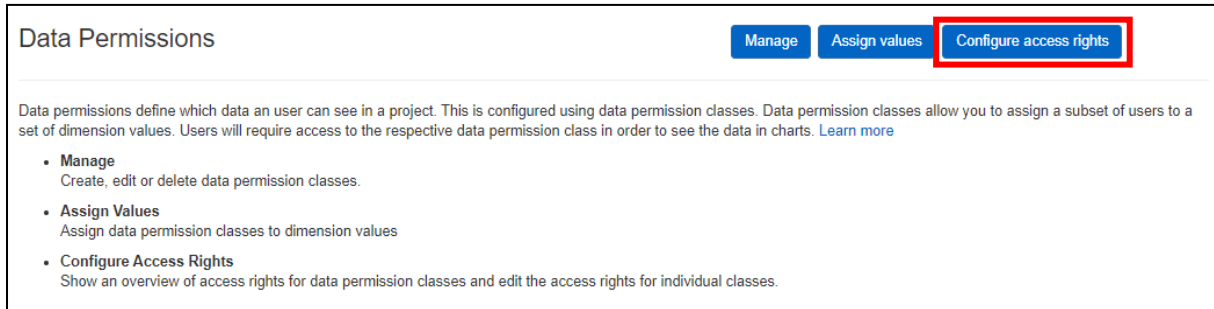 Data Permissions
Manage
Assign values
Configure access rights
Data permissions define which data an user can see in a project. This is configured using data permission classes. Data permission classes allow you to assign a subset of users to a
set of dimension values. Users will require access to the respective data permission class in order to see the data in charts. Learn more
• Manage
Create, edit or delete data permission classes.
• Assign Values
Assign data permission classes to dimension values
• Configure Access Rights
Show an overview of access rights for data permission classes and edit the access rights for individual classes.